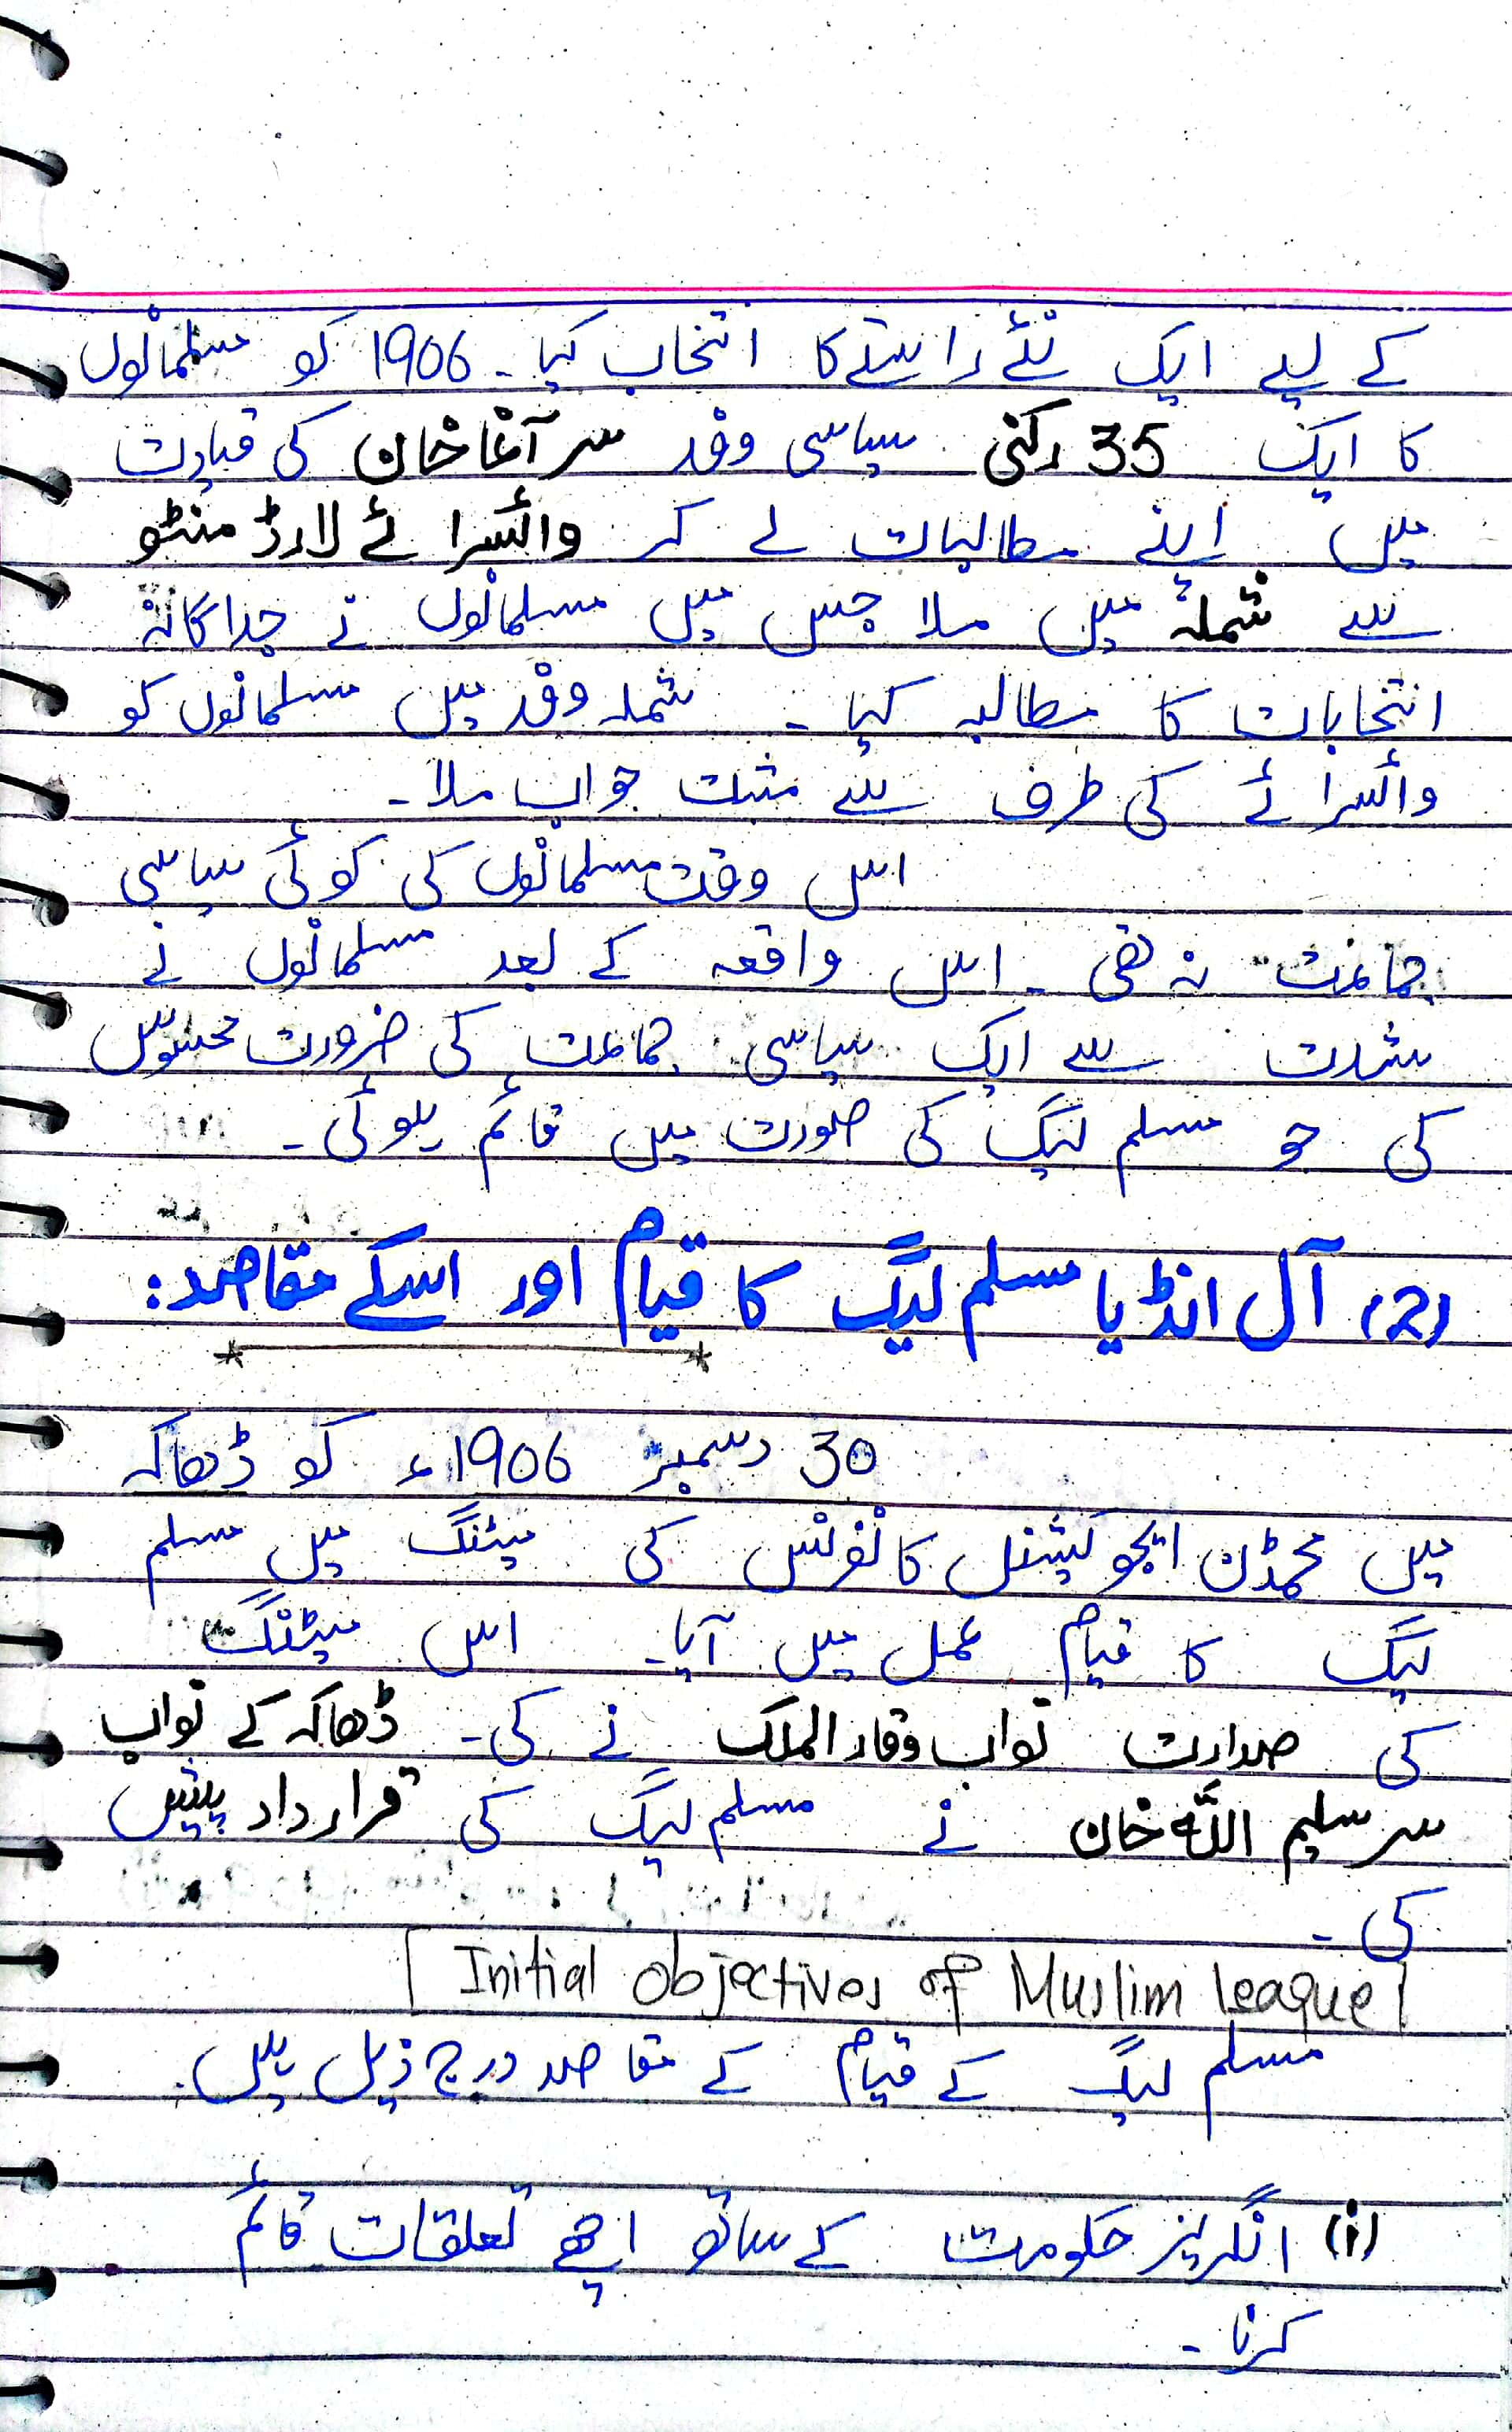 کے لیے ایک نئے راستے کا انتخاب کیا۔ 1906 کو مسلمانوں
کا ایک 35 رکنی سیاسی وفد سر آغا خان کی قیادت
میں اپنے مطالبات لے کر وائسرائے لارڈ منٹو
سے شملہ میں ملا جس میں مسلمانوں نے جداگانہ
انتخابات کا مطالبہ کیا۔ شملہ وفد میں مسلمانوں کو
وائسرائے کی طرف سے مثبت جواب ملا۔
اس وقت مسلمانوں کی کوئی سیاسی
جماعت نہ تھی۔ اس واقعہ کے بعد مسلمانوں نے
شدت سے ایک سیاسی جماعت کی ضرورت محسوس
کی جو مسلم لیگ کی صورت میں قائم ہوئی۔
(2) آل انڈیا مسلم لیگ کا قیام اور اسکے مقاصد:
30 دسمبر 1906ء کو ڈھاکہ
میں محمڈن ایجوکیشنل کانفرنس کی میٹنگ میں مسلم
لیگ کا قیام عمل میں آیا۔ اس میٹنگ
کی صدارت نواب وقار الملک نے کی۔ ڈھاکہ کے نواب
سر سلیم اللہ خان نے مسلم لیگ کی قرارداد پیش
کی۔
[Initial objectives of Muslim league]
مسلم لیگ کے قیام کے مقاصد درج ذیل ہیں۔
(i) انگریز حکومت کے ساتھ اچھے تعلقات قائم
کرنا۔